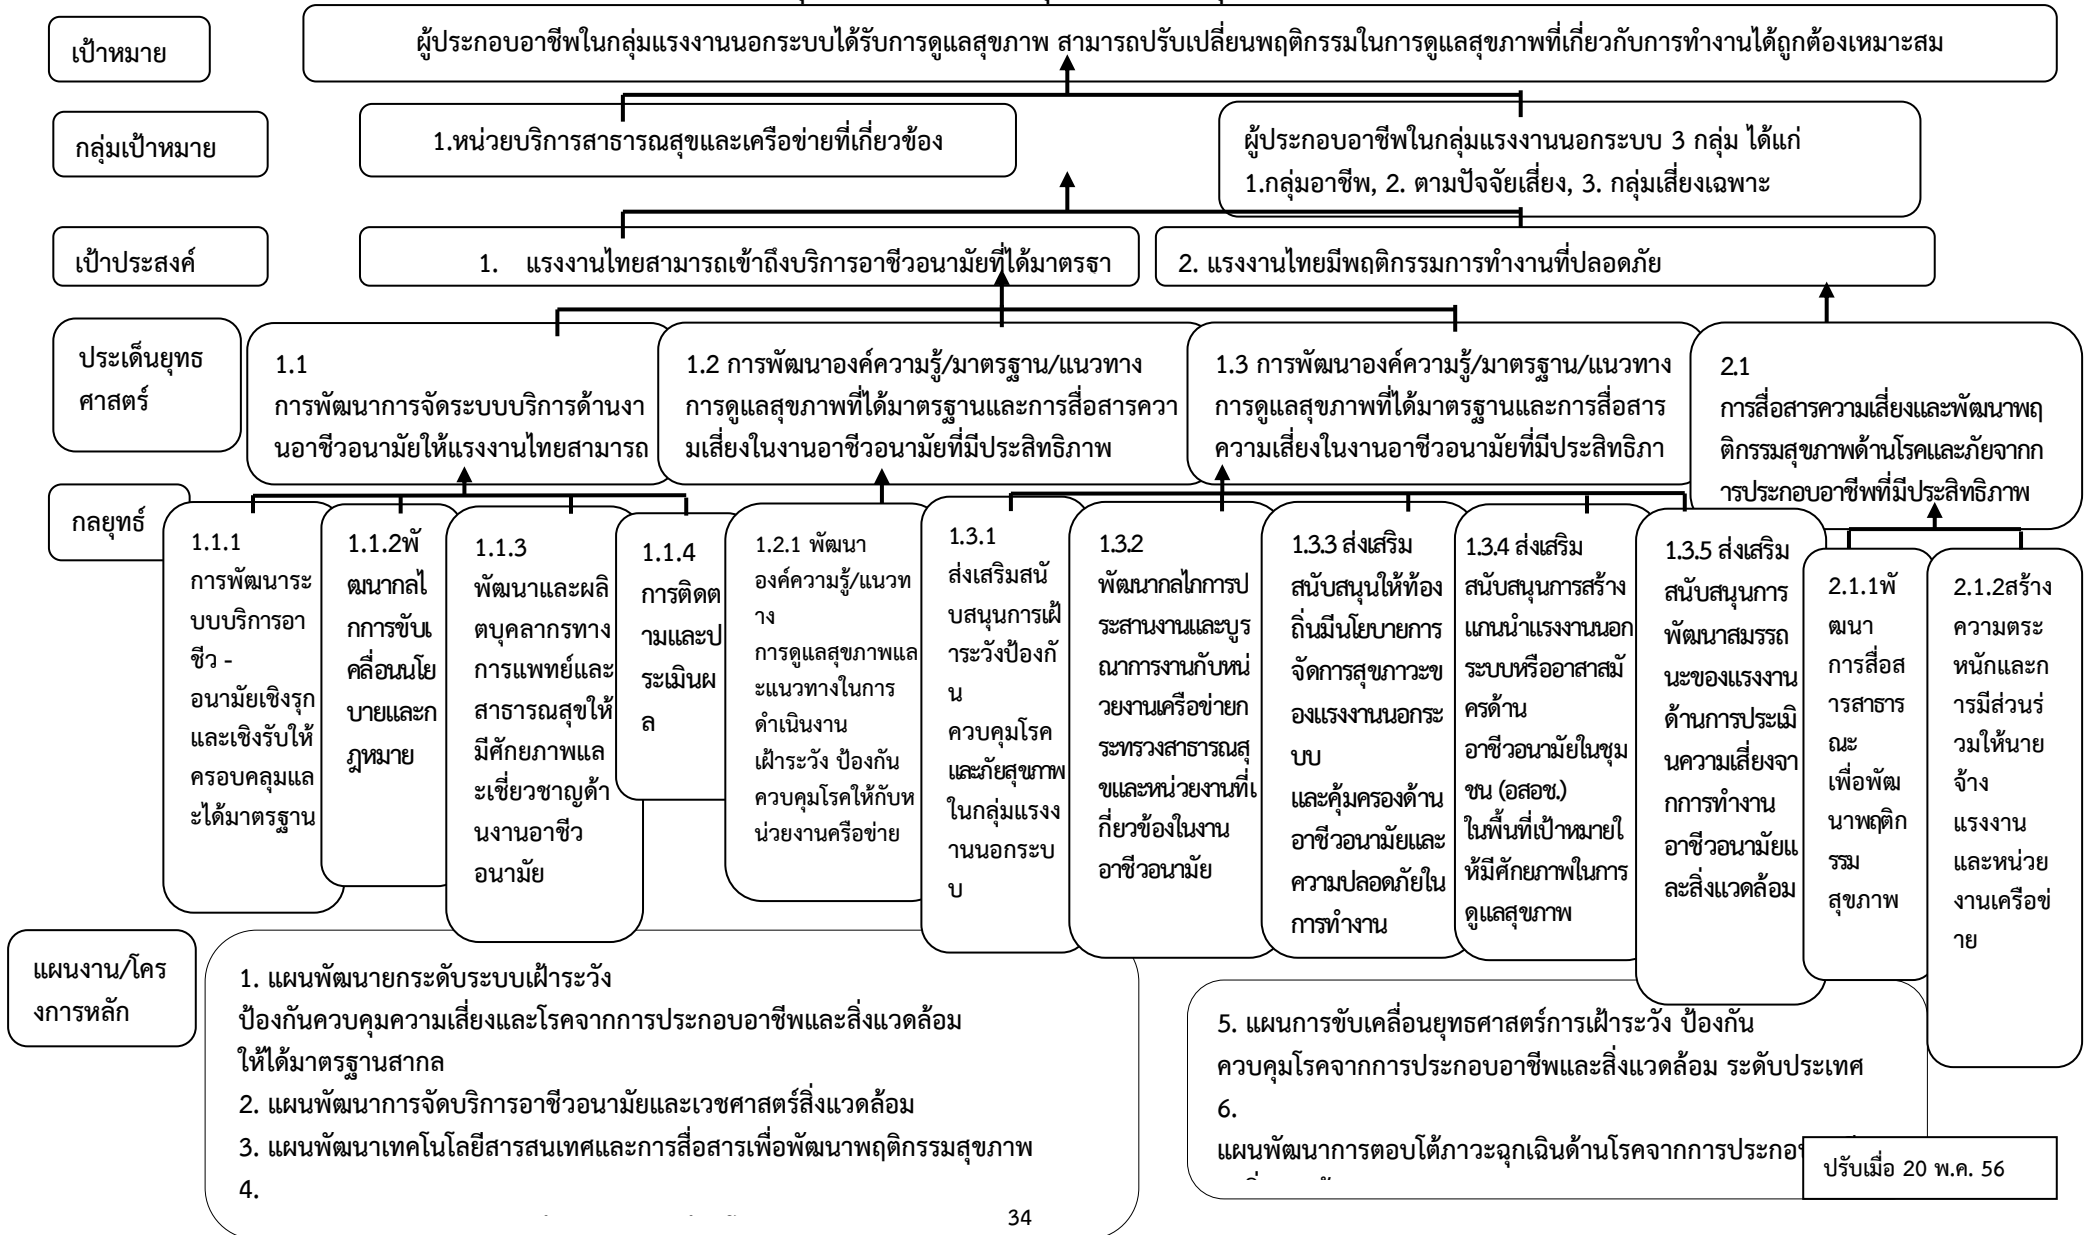 เป้าหมาย
ผู้ประกอบอาชีพในกลุ่มแรงงานนอกระบบได้รับการดูแลสุขภาพ สามารถปรับเปลี่ยนพฤติกรรมในการดูแลสุขภาพที่เกี่ยวกับการทำงานได้ถูกต้องเหมาะสม
กลุ่มเป้าหมาย
1.หน่วยบริการสาธารณสุขและเครือข่ายที่เกี่ยวข้อง
ผู้ประกอบอาชีพในกลุ่มแรงงานนอกระบบ 3 กลุ่ม ได้แก่
1.กลุ่มอาชีพ, 2. ตามปัจจัยเสี่ยง, 3. กลุ่มเสี่ยงเฉพาะ
เป้าประสงค์
1. แรงงานไทยสามารถเข้าถึงบริการอาชีวอนามัยที่ได้มาตรฐา
2. แรงงานไทยมีพฤติกรรมการทำงานที่ปลอดภัย
ประเด็นยุทธ
ศาสตร์
1.1
การพัฒนาการจัดระบบบริการด้านงา
นอาชีวอนามัยให้แรงงานไทยสามารถ
1.2 การพัฒนาองค์ความรู้/มาตรฐาน/แนวทาง
การดูแลสุขภาพที่ได้มาตรฐานและการสื่อสารควา
มเสี่ยงในงานอาชีวอนามัยที่มีประสิทธิภาพ
1.3 การพัฒนาองค์ความรู้/มาตรฐาน/แนวทาง
การดูแลสุขภาพที่ได้มาตรฐานและการสื่อสาร
ความเสี่ยงในงานอาชีวอนามัยที่มีประสิทธิภา
2.1
การสื่อสารความเสี่ยงและพัฒนาพฤ
ติกรรมสุขภาพด้านโรคและภัยจากก
ารประกอบอาชีพที่มีประสิทธิภาพ
กลยุทธ์
1.1.1
การพัฒนาระ
บบบริการอา
ชีว -
อนามัยเชิงรุก
และเชิงรับให้
ครอบคลุมแล
ะได้มาตรฐาน
1.1.2พั
ฒนากลไ
กการขับเ
คลื่อนนโย
บายและก
ฎหมาย
1.1.3
พัฒนาและผลิ
ตบุคลากรทาง
การแพทย์และ
สาธารณสุขให้
มีศักยภาพแล
ะเชี่ยวชาญด้า
นงานอาชีว
อนามัย
1.1.4
การติดต
ามและป
ระเมินผ
ล
1.2.1 พัฒนา
องค์ความรู้/แนวท
าง
การดูแลสุขภาพแล
ะแนวทางในการ
ดำเนินงาน
เฝ้าระวัง ป้องกัน
ควบคุมโรคให้กับห
น่วยงานครือข่าย
1.3.1
ส่งเสริมสนั
บสนุนการเฝ้
าระวังป้องกั
น
ควบคุมโรค
และภัยสุขภาพ
ในกลุ่มแรงง
านนอกระบ
บ
1.3.2
พัฒนากลไกการป
ระสานงานและบูร
ณาการงานกับหน่
วยงานเครือข่ายก
ระทรวงสาธารณสุ
ขและหน่วยงานที่เ
กี่ยวข้องในงาน
อาชีวอนามัย
1.3.3 ส่งเสริม
สนับสนุนให้ท้อง
ถิ่นมีนโยบายการ
จัดการสุขภาวะข
องแรงงานนอกระ
บบ
และคุ้มครองด้าน
อาชีวอนามัยและ
ความปลอดภัยใน
การทำงาน
1.3.4 ส่งเสริม
สนับสนุนการสร้าง
แกนนำแรงงานนอก
ระบบหรืออาสาสมั
ครด้าน
อาชีวอนามัยในชุม
ชน (อสอช.)
ในพื้นที่เป้าหมายใ
ห้มีศักยภาพในการ
ดูแลสุขภาพ
1.3.5 ส่งเสริม
สนับสนุนการ
พัฒนาสมรรถ
นะของแรงงาน
ด้านการประเมิ
นความเสี่ยงจา
กการทำงาน
อาชีวอนามัยแ
ละสิ่งแวดล้อม
2.1.1พั
ฒนา
การสื่อส
ารสาธาร
ณะ
เพื่อพัฒ
นาพฤติก
รรม
สุขภาพ
2.1.2สร้าง
ความตระ
หนักและก
ารมีส่วนร่
วมให้นาย
จ้าง
แรงงาน
และหน่วย
งานเครือข่
าย
แผนงาน/โคร
งการหลัก
1. แผนพัฒนายกระดับระบบเฝ้าระวัง
ป้องกันควบคุมความเสี่ยงและโรคจากการประกอบอาชีพและสิ่งแวดล้อม
ให้ได้มาตรฐานสากล
2. แผนพัฒนาการจัดบริการอาชีวอนามัยและเวชศาสตร์สิ่งแวดล้อม
3. แผนพัฒนาเทคโนโลยีสารสนเทศและการสื่อสารเพื่อพัฒนาพฤติกรรมสุขภาพ
4.
5. แผนการขับเคลื่อนยุทธศาสตร์การเฝ้าระวัง ป้องกัน
ควบคุมโรคจากการประกอบอาชีพและสิ่งแวดล้อม ระดับประเทศ
6.
แผนพัฒนาการตอบโต้ภาวะฉุกเฉินด้านโรคจากการประกอบ
ปรับเมื่อ 20 พ.ค. 56
34